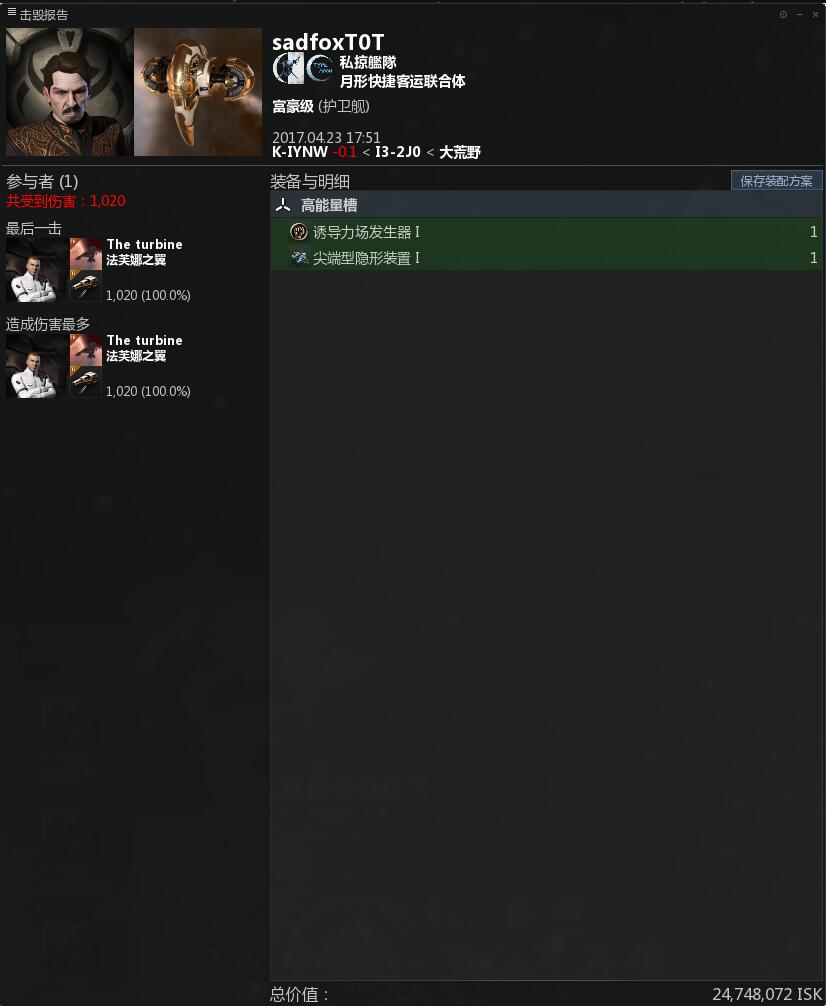 击毁报告
sadfoxT0T
私掠艦隊
月形快捷客运联合体
富豪级 (护卫舰)
2017.04.23 17:51
K-IYNW -0.1 < I3-2J0 < 大荒野
参与者 (1)
共受到伤害：1,020
最后一击
The turbine
法芙娜之翼
1,020 (100.0%)
造成伤害最多
The turbine
法芙娜之翼
1,020 (100.0%)
装备与明细
保存装配方案
高能量槽
诱导力场发生器 I 1
尖端型隐形装置 I 1
总价值： 24,748,072 ISK